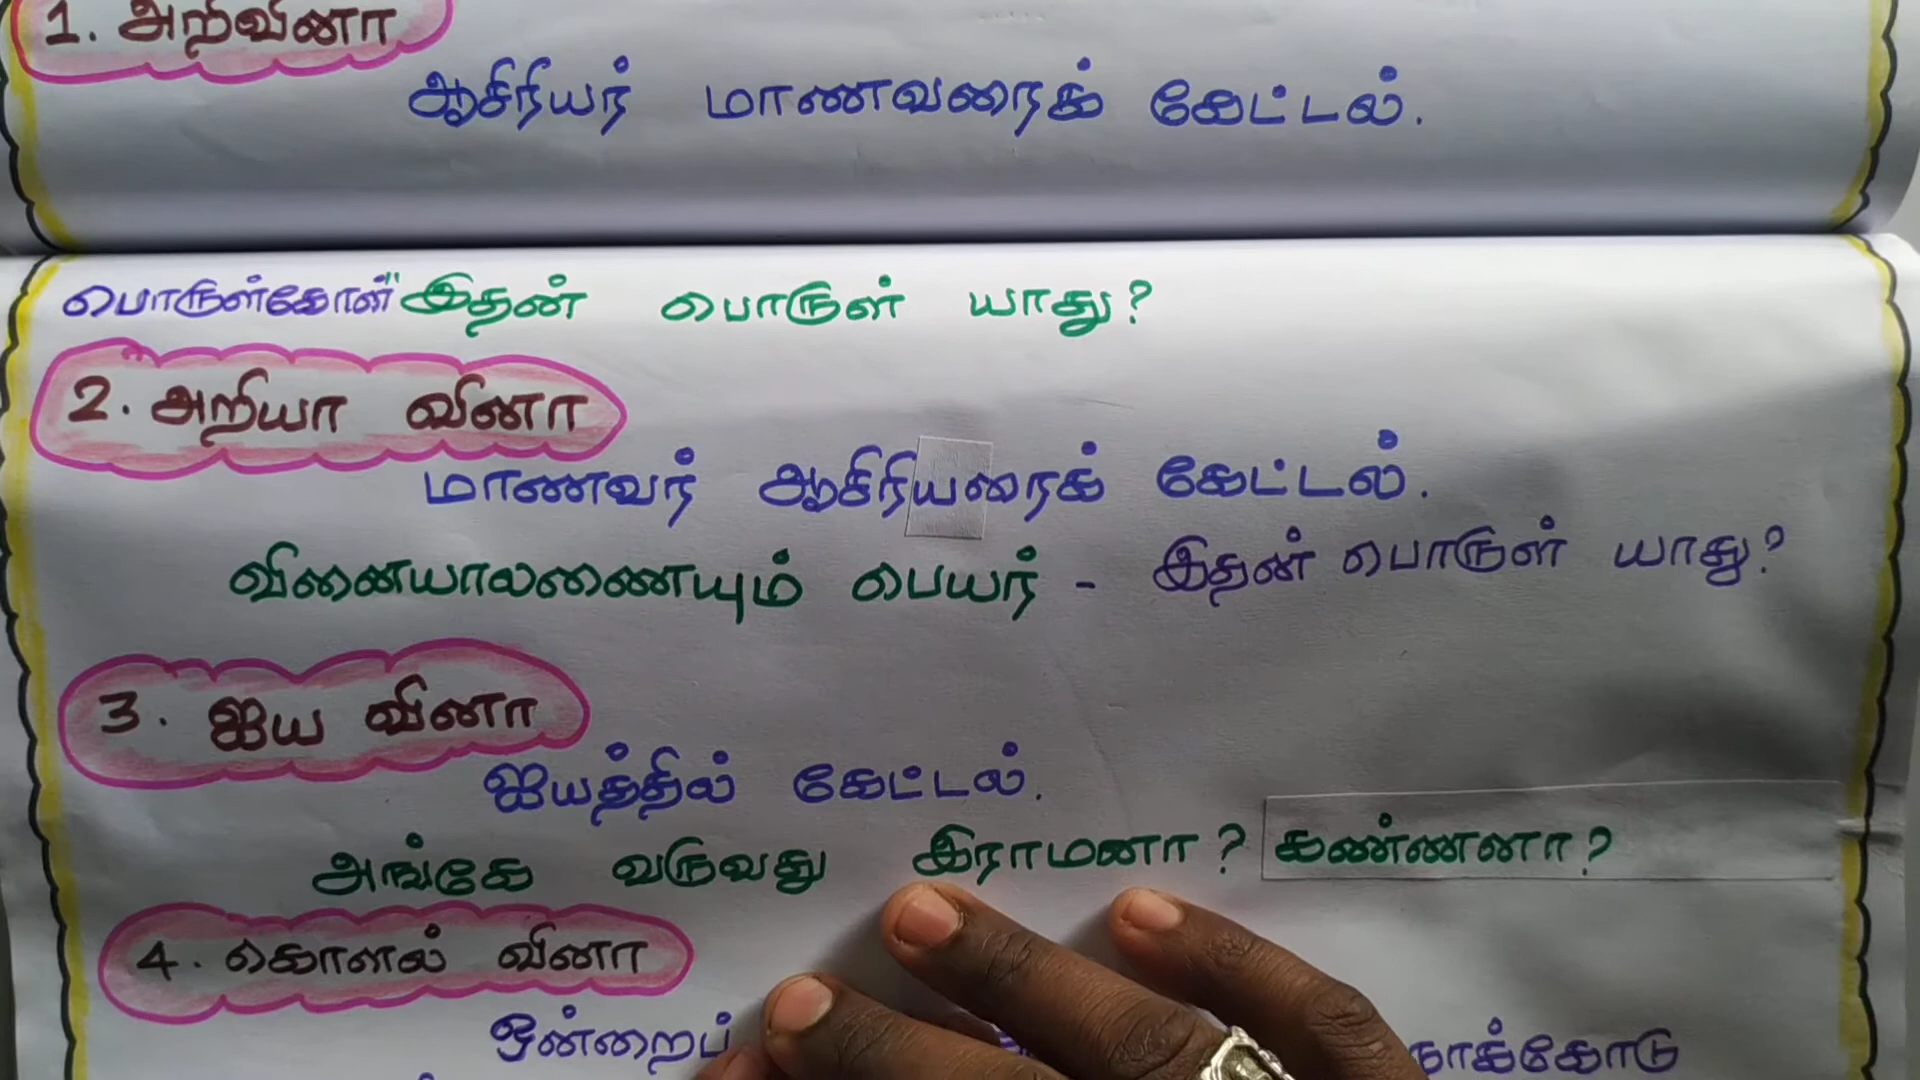 1. அறிவினா
ஆசிரியர் மாணவரைக் கேட்டல்.
பொருள்கோள்" இதன் பொருள் யாது?
2. அறியா வினா
மாணவர் ஆசிரியரைக் கேட்டல்.
வினையாலணையும் பெயர் - இதன் பொருள் யாது?
3. ஐய வினா
ஐயத்தில் கேட்டல்.
அங்கே வருவது இராமனா? கண்ணனா?
4. கொளல் வினா
ஒன்றைப்